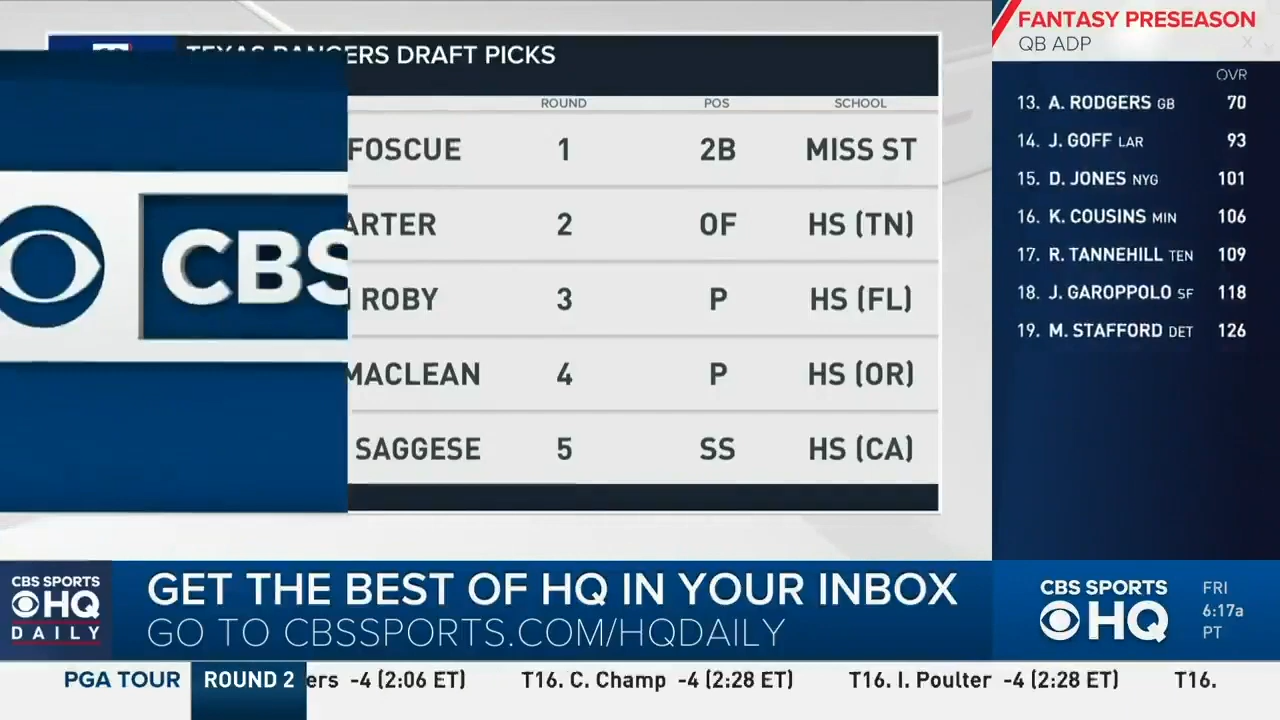 TEXAS RANGERS DRAFT PICKS
ROUND POS SCHOOL
FOSCUE 1 2B MISS ST
ARTER 2 OF HS (TN)
ROBY 3 P HS (FL)
MACLEAN 4 P HS (OR)
SAGGESE 5 SS HS (CA)
CBS
FANTASY PRESEASON
QB ADP
OVR
13. A. RODGERS GB 70
14. J. GOFF LAR 93
15. D. JONES NYG 101
16. K. COUSINS MIN 106
17. R. TANNEHILL TEN 109
18. J. GAROPPOLO SF 118
19. M. STAFFORD DET 126
CBS SPORTS
HQ
DAILY
GET THE BEST OF HQ IN YOUR INBOX
GO TO CBSSPORTS.COM/HQDAILY
CBS SPORTS
HQ
FRI
6:17a
PT
PGA TOUR ROUND 2 ers -4 (2:06 ET) T16. C. Champ -4 (2:28 ET) T16. I. Poulter -4 (2:28 ET) T16.